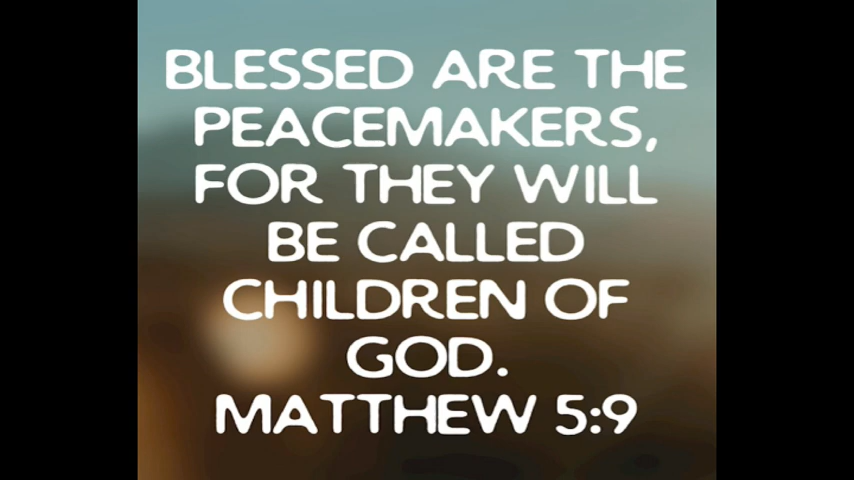 BLESSED ARE THE
PEACEMAKERS,
FOR THEY WILL
BE CALLED
CHILDREN OF
GOD.
MATTHEW 5:9